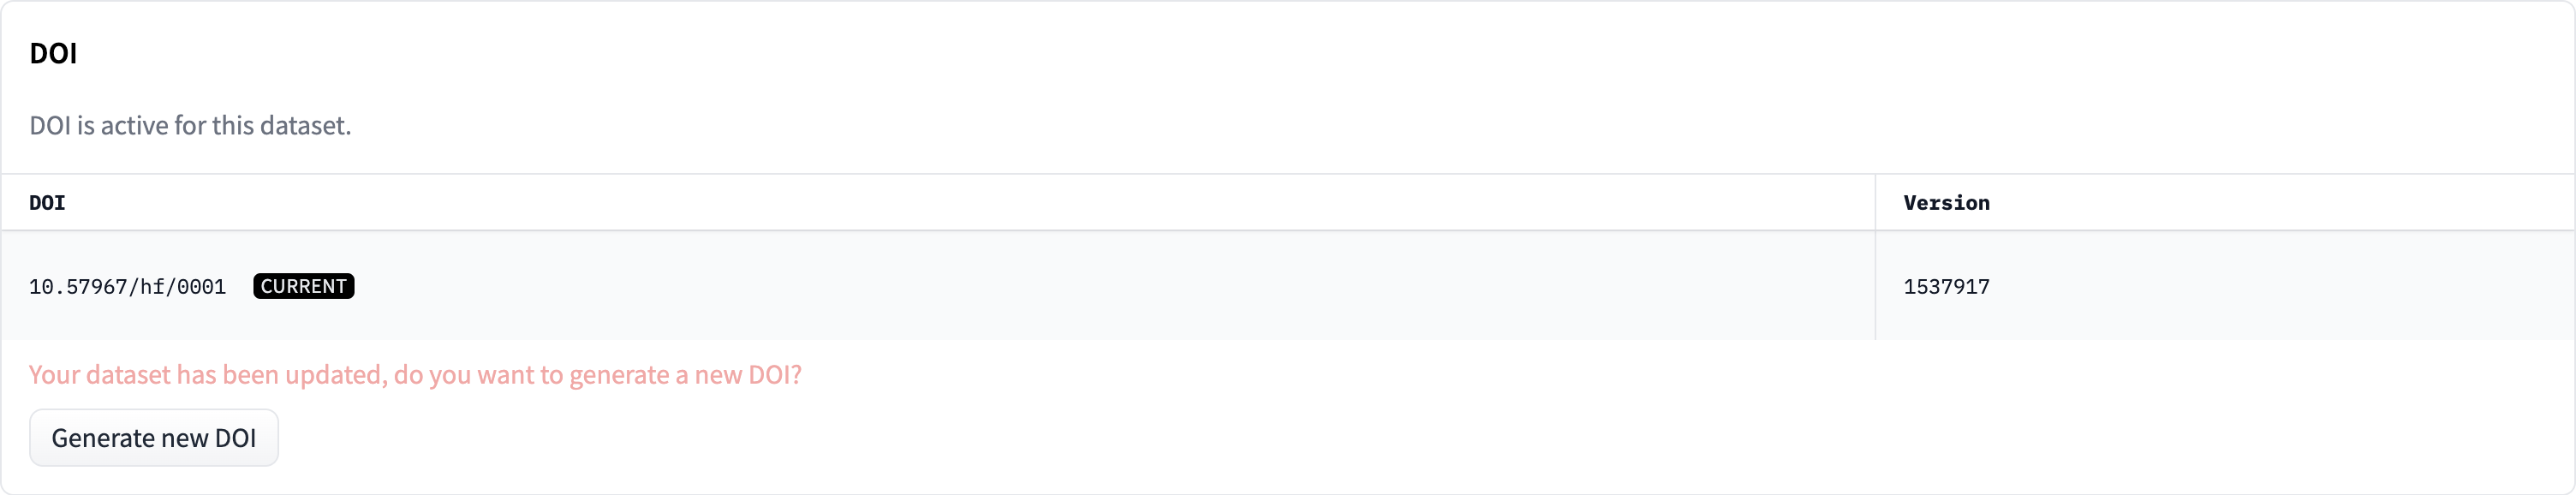 DOI
DOI is active for this dataset.
DOI Version
10.57967/hf/0001 CURRENT 1537917
Your dataset has been updated, do you want to generate a new DOI?
Generate new DOI